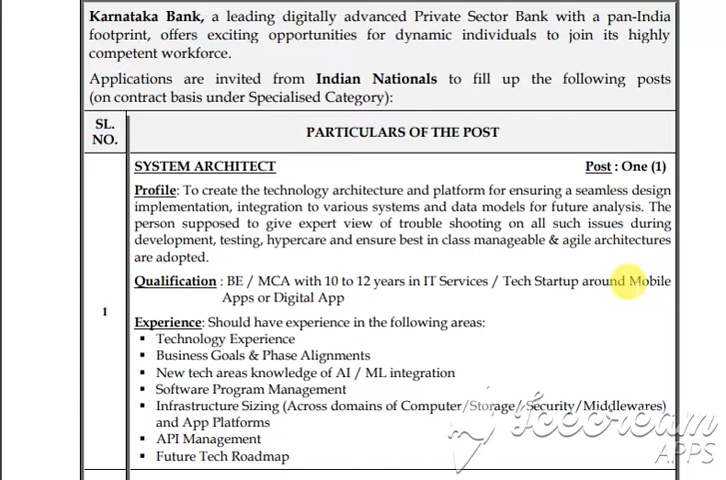 Karnataka Bank, a leading digitally advanced Private Sector Bank with a pan-India
footprint, offers exciting opportunities for dynamic individuals to join its highly
competent workforce.
Applications are invited from Indian Nationals to fill up the following posts
(on contract basis under Specialised Category):
SL.
NO.
PARTICULARS OF THE POST
SYSTEM ARCHITECT Post : One (1)
Profile: To create the technology architecture and platform for ensuring a seamless design
implementation, integration to various systems and data models for future analysis. The
person supposed to give expert view of trouble shooting on all such issues during
development, testing, hypercare and ensure best in class manageable & agile architectures
are adopted.
Qualification : BE / MCA with 10 to 12 years in IT Services / Tech Startup around Mobile
Apps or Digital App
1
Experience: Should have experience in the following areas:
▪ Technology Experience
▪ Business Goals & Phase Alignments
▪ New tech areas knowledge of AI / ML integration
▪ Software Program Management
▪ Infrastructure Sizing (Across domains of Computer/Storage/Security/Middlewares)
and App Platforms
▪ API Management
▪ Future Tech Roadmap
Icecream
APPS